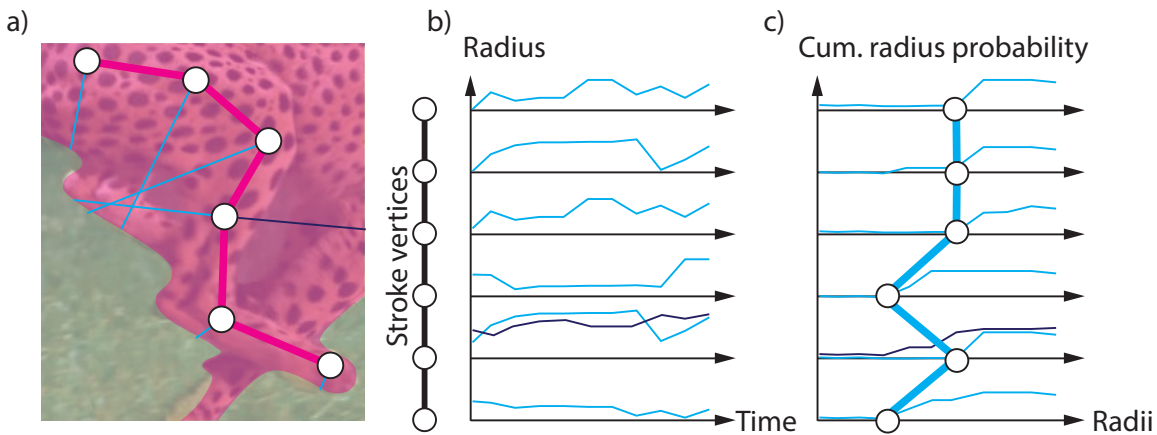 a)
b)
c)
Radius
Cum. radius probability
Stroke vertices
Time
Radii